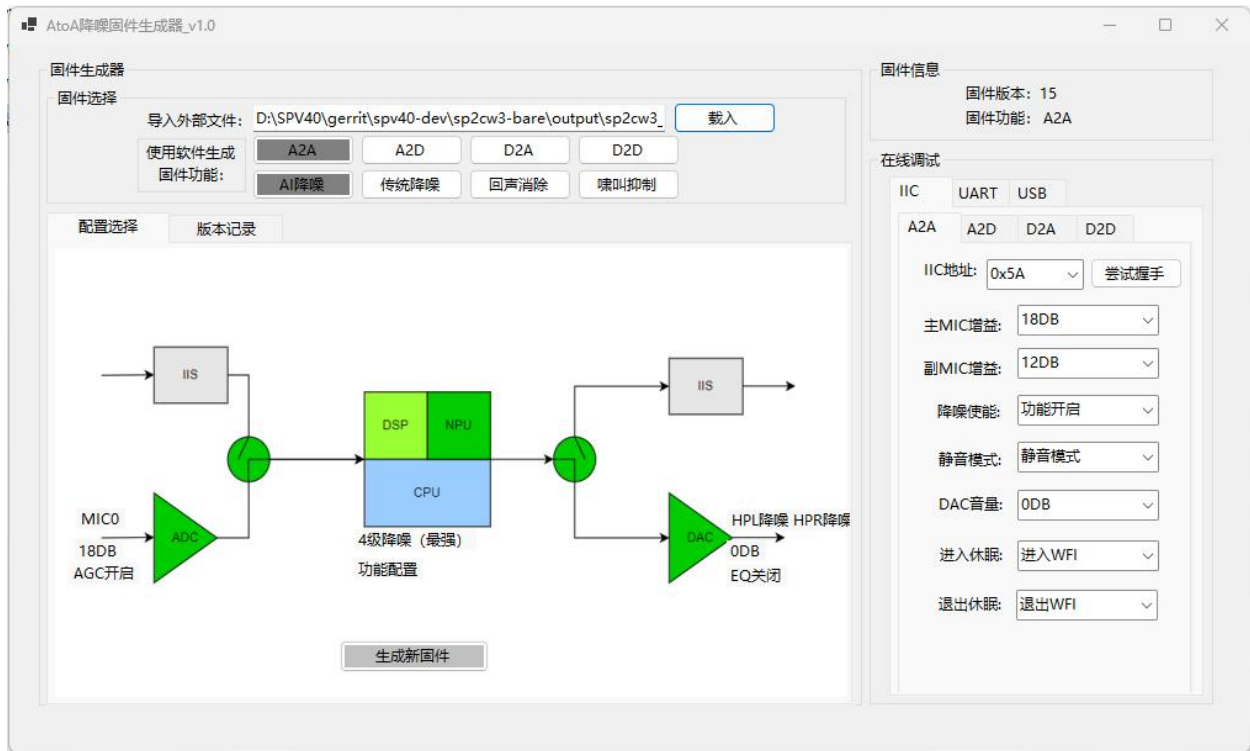 AtoA降噪固件生成器_v1.0
固件生成器
固件选择
导入外部文件: D:\SPV40\gerrit\spv40-dev\sp2cw3-bare\output\sp2cw3_ 载入
使用软件生成
固件功能:
A2A A2D D2A D2D
AI降噪 传统降噪 回声消除 啸叫抑制
配置选择 版本记录
IIS
IIS
DSP NPU
CPU
MIC0
18DB
AGC开启
ADC
4级降噪（最强）
功能配置
DAC
HPL降噪 HPR降噪
0DB
EQ关闭
生成新固件
固件信息
固件版本: 15
固件功能: A2A
在线调试
IIC UART USB
A2A A2D D2A D2D
IIC地址: 0x5A 尝试握手
主MIC增益: 18DB
副MIC增益: 12DB
降噪使能: 功能开启
静音模式: 静音模式
DAC音量: 0DB
进入休眠: 进入WFI
退出休眠: 退出WFI